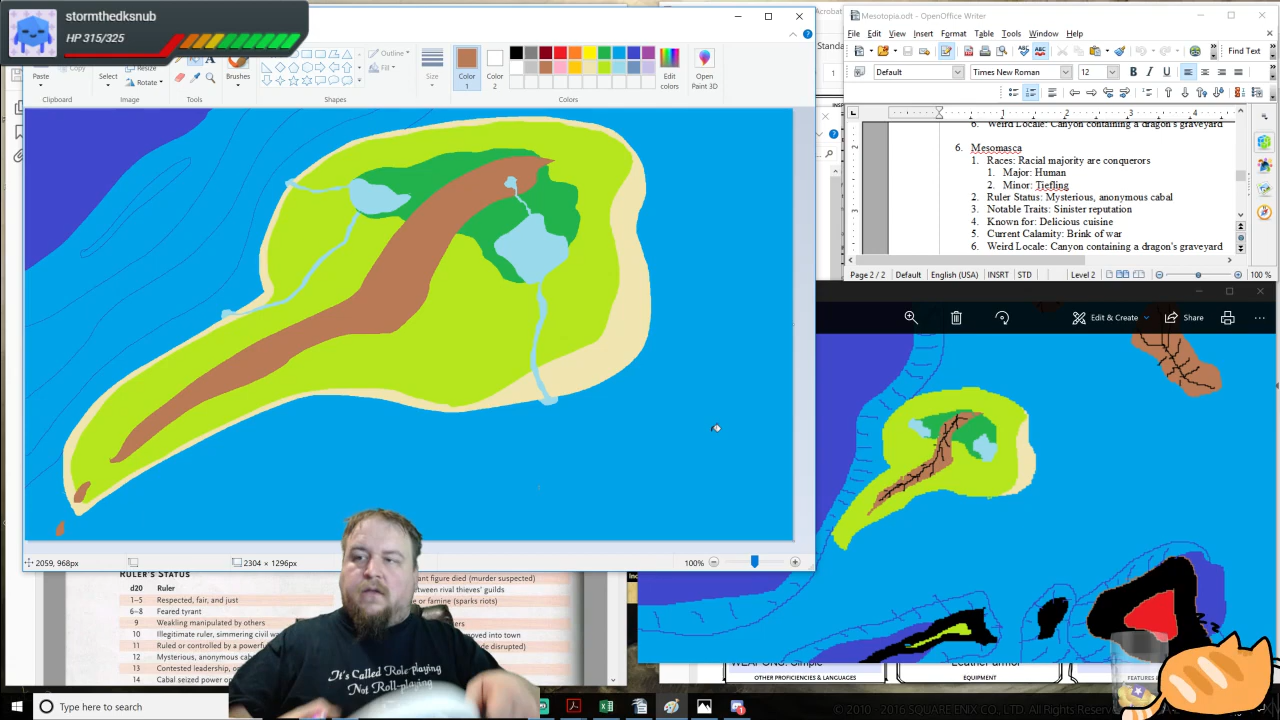 stormthedksnub
HP 315/325
Acrobat
Mesotopia.odt - OpenOffice Writer
File Edit View Insert Format Table Tools Window Help
Default Times New Roman 12 B I U Find Text
Paste
Copy
Select
Resize
Rotate
Brushes
Outline
Fill
Size
Color
1
Color
2
Edit
colors
Open
Paint 3D
Clipboard Image Tools Shapes Colors
Standa
6. Weird Locale: Canyon containing a dragon's graveyard
6. Mesomasca
1. Races: Racial majority are conquerors
1. Major: Human
2. Minor: Tiefling
2. Ruler Status: Mysterious, anonymous cabal
3. Notable Traits: Sinister reputation
4. Known for: Delicious cuisine
5. Current Calamity: Brink of war
6. Weird Locale: Canyon containing a dragon's graveyard
Page 2 / 2 Default English (USA) INSRT STD Level 2 100 %
Edit & Create Share
2059, 968px 2304 × 1296px 100%
RULER'S STATUS
d20 Ruler
1–5 Respected, fair, and just
6–8 Feared tyrant
9 Weakling manipulated by others
10 Illegitimate ruler, simmering civil wa
11 Ruled or controlled by a powerfu
12 Mysterious, anonymous cab
13 Contested leadership, o
14 Cabal seized power o
ant figure died (murder suspected)
between rival thieves' guilds
e or famine (sparks riots)
moved into town
de disrupted)
It's Called Role playing
Not Roll-playing
WEAPONS: Simple
OTHER PROFICIENCIES & LANGUAGES
Leather armor
EQUIPMENT
FEATURES &
Type here to search
© 2010 - 2016 SQUARE ENIX CO., LTD. All Rights Reserved.